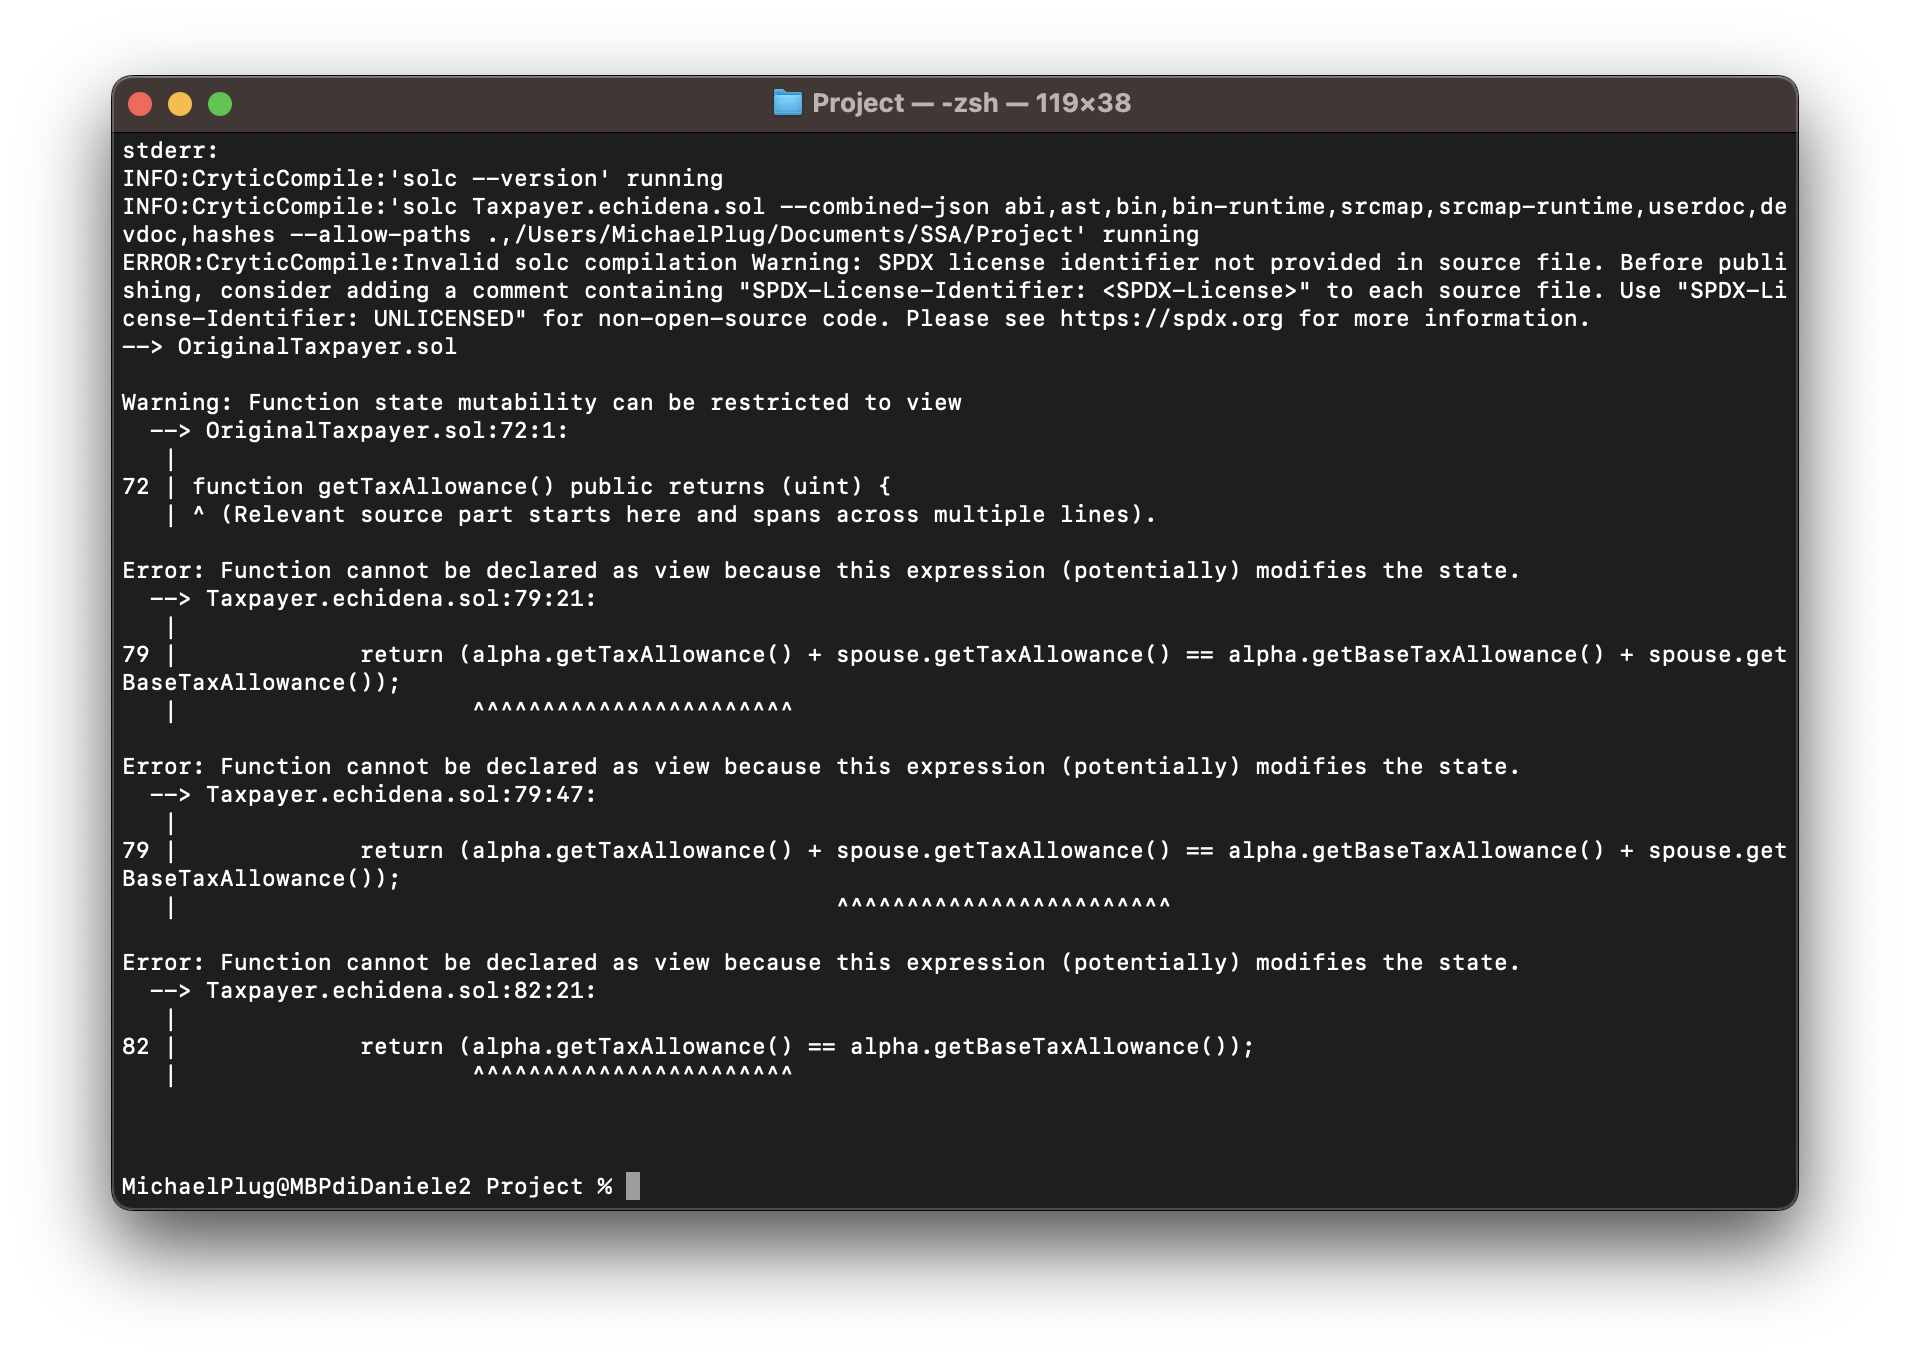 Project — -zsh — 119×38
stderr:
INFO:CryticCompile:'solc --version' running
INFO:CryticCompile:'solc Taxpayer.echidena.sol --combined-json abi,ast,bin,bin-runtime,srcmap,srcmap-runtime,userdoc,de
vdoc,hashes --allow-paths .,/Users/MichaelPlug/Documents/SSA/Project' running
ERROR:CryticCompile:Invalid solc compilation Warning: SPDX license identifier not provided in source file. Before publi
shing, consider adding a comment containing "SPDX-License-Identifier: <SPDX-License>" to each source file. Use "SPDX-Li
cense-Identifier: UNLICENSED" for non-open-source code. Please see https://spdx.org for more information.
--> OriginalTaxpayer.sol
Warning: Function state mutability can be restricted to view
  --> OriginalTaxpayer.sol:72:1:
   |
72 | function getTaxAllowance() public returns (uint) {
   | ^ (Relevant source part starts here and spans across multiple lines).
Error: Function cannot be declared as view because this expression (potentially) modifies the state.
  --> Taxpayer.echidena.sol:79:21:
   |
79 |             return (alpha.getTaxAllowance() + spouse.getTaxAllowance() == alpha.getBaseTaxAllowance() + spouse.get
BaseTaxAllowance());
   |                     ^^^^^^^^^^^^^^^^^^^^^^^
Error: Function cannot be declared as view because this expression (potentially) modifies the state.
  --> Taxpayer.echidena.sol:79:47:
   |
79 |             return (alpha.getTaxAllowance() + spouse.getTaxAllowance() == alpha.getBaseTaxAllowance() + spouse.get
BaseTaxAllowance());
   |                                               ^^^^^^^^^^^^^^^^^^^^^^^^
Error: Function cannot be declared as view because this expression (potentially) modifies the state.
  --> Taxpayer.echidena.sol:82:21:
   |
82 |             return (alpha.getTaxAllowance() == alpha.getBaseTaxAllowance());
   |                     ^^^^^^^^^^^^^^^^^^^^^^^
MichaelPlug@MBPdiDaniele2 Project %